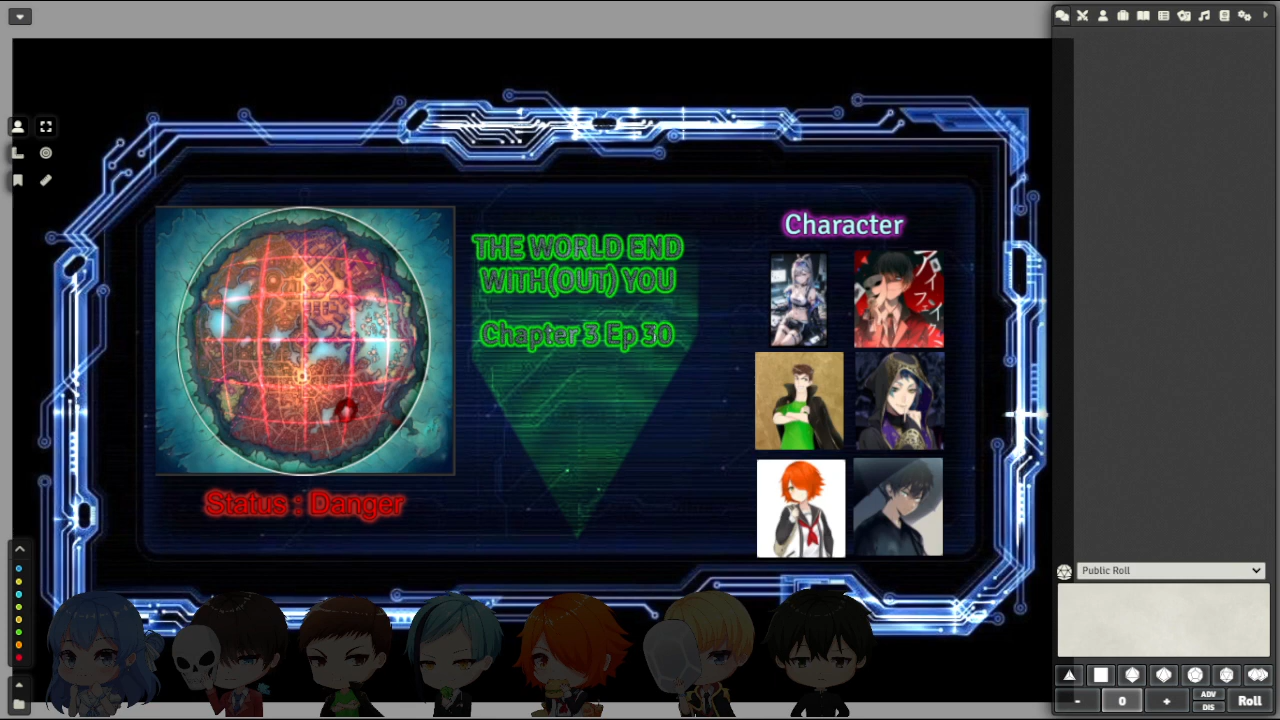 THE WORLD END
WITH(OUT) YOU
Chapter 3 Ep 30
Status : Danger
Character
Public Roll
-
0
+
ADV
DIS
Roll